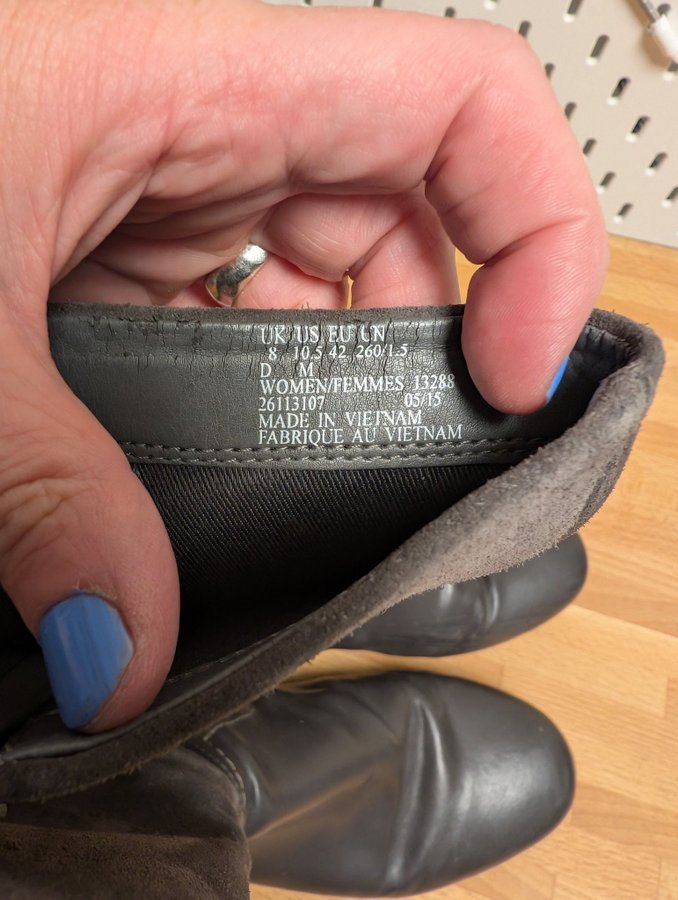 UK US EU CN
8 10.5 42 260/1.5
D M
WOMEN/FEMMES 13288
26113107 05/15
MADE IN VIETNAM
FABRIQUE AU VIETNAM